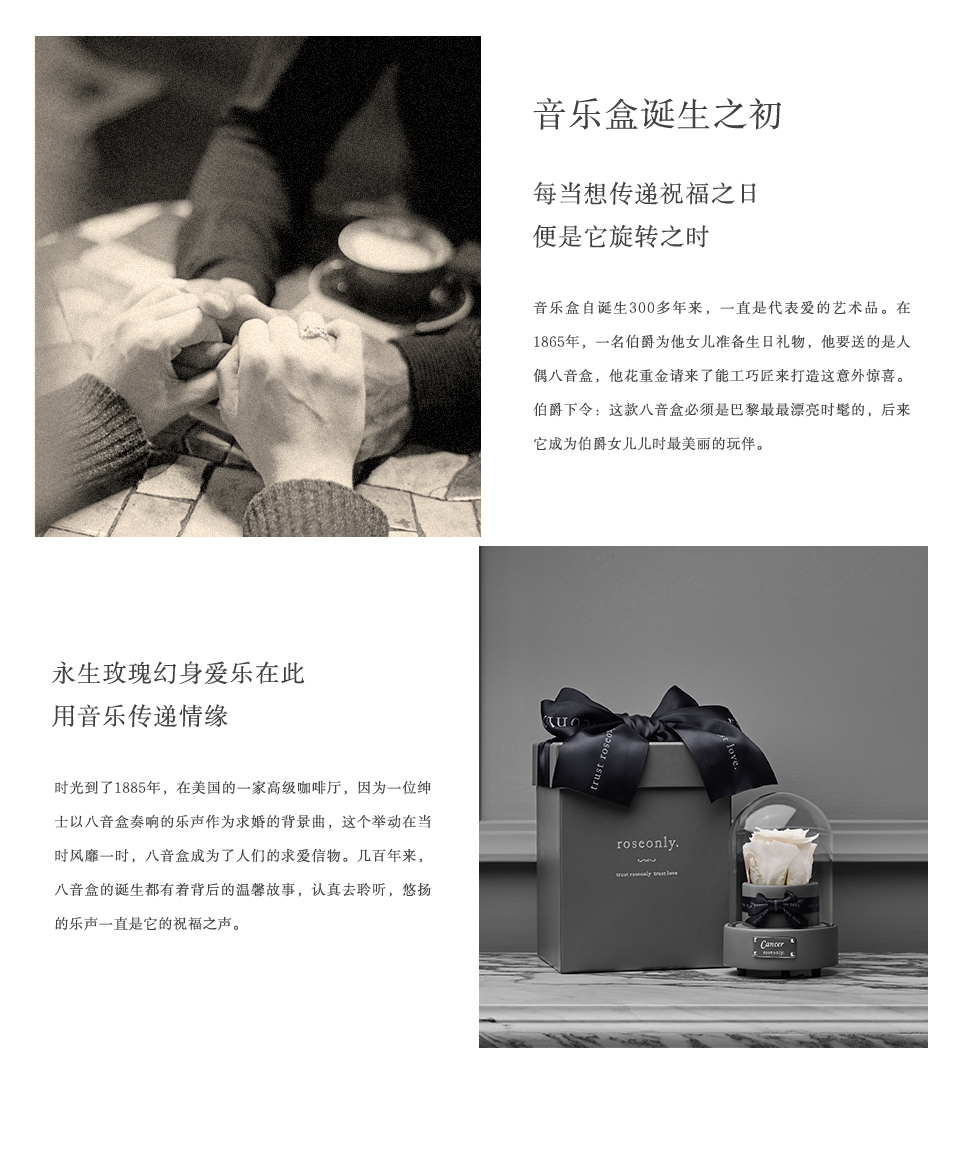 音乐盒诞生之初
每当想传递祝福之日
便是它旋转之时
音乐盒自诞生300多年来，一直是代表爱的艺术品。在
1865年，一名伯爵为他女儿准备生日礼物，他要送的是人
偶八音盒，他花重金请来了能工巧匠来打造这意外惊喜。
伯爵下令：这款八音盒必须是巴黎最最漂亮时髦的，后来
它成为伯爵女儿儿时最美丽的玩伴。
永生玫瑰幻身爱乐在此
用音乐传递情缘
时光到了1885年，在美国的一家高级咖啡厅，因为一位绅
士以八音盒奏响的乐声作为求婚的背景曲，这个举动在当
时风靡一时，八音盒成为了人们的求爱信物。几百年来，
八音盒的诞生都有着背后的温馨故事，认真去聆听，悠扬
的乐声一直是它的祝福之声。
trust roseon
t love.
roseonly.
trust roseonly trust love
Cancer
roseonly.